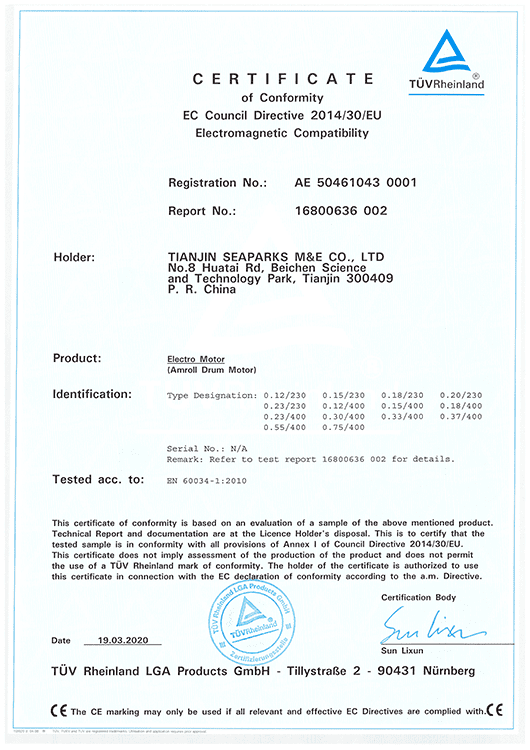 TÜVRheinland®
CERTIFICATE
of Conformity
EC Council Directive 2014/30/EU
Electromagnetic Compatibility
Registration No.: AE 50461043 0001
Report No.: 16800636 002
Holder: TIANJIN SEAPARKS M&E CO., LTD
No.8 Huatai Rd, Beichen Science
and Technology Park, Tianjin 300409
P. R. China
Product: Electro Motor
(Amroll Drum Motor)
Identification: Type Designation: 0.12/230 0.15/230 0.18/230 0.20/230
0.23/230 0.12/400 0.15/400 0.18/400
0.23/400 0.30/400 0.33/400 0.37/400
0.55/400 0.75/400
Serial No.: N/A
Remark: Refer to test report 16800636 002 for details.
Tested acc. to: EN 60034-1:2010
This certificate of conformity is based on an evaluation of a sample of the above mentioned product.
Technical Report and documentation are at the Licence Holder's disposal. This is to certify that the
tested sample is in conformity with all provisions of Annex I of Council Directive 2014/30/EU.
This certificate does not imply assessment of the production of the product and does not permit
the use of a TÜV Rheinland mark of conformity. The holder of the certificate is authorized to use
this certificate in connection with the EC declaration of conformity according to the a.m. Directive.
Certification Body
TÜV Rheinland LGA Products GmbH
TÜVRheinland
Zertifizierungsstelle
Sun Lixun
Date 19.03.2020
Sun Lixun
TÜV Rheinland LGA Products GmbH - Tillystraße 2 - 90431 Nürnberg
CE The CE marking may only be used if all relevant and effective EC Directives are complied with. CE